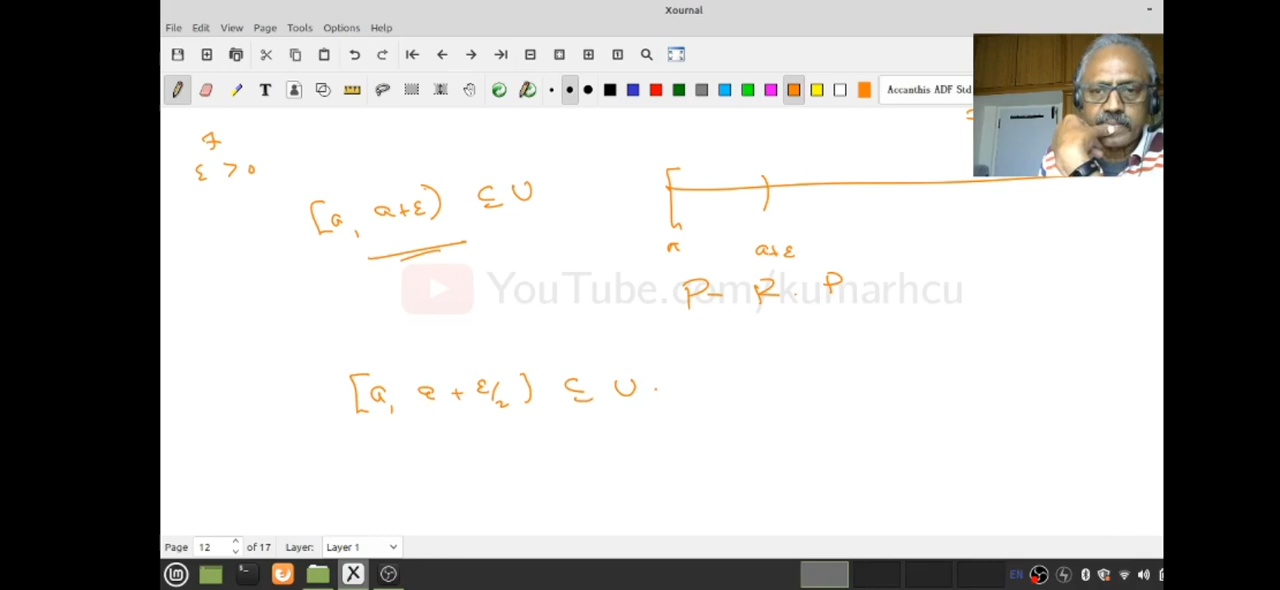 Xournal
File Edit View Page Tools Options Help
Accanthis ADF Std
∃
ε > 0
[a, a+ε) ⊆ U
a+ε
P - R. P
YouTube.com/kumarhcu
[a, a + ε/2) ⊆ U.
Page 12 of 17 Layer: Layer 1
EN